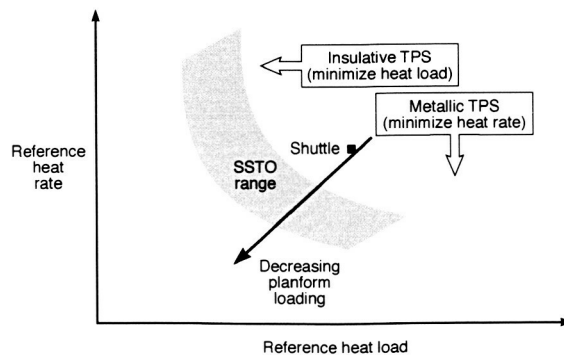 Insulative TPS
(minimize heat load)
Metallic TPS
(minimize heat rate)
Reference
heat
rate
Shuttle
SSTO
range
Decreasing
planform
loading
Reference heat load